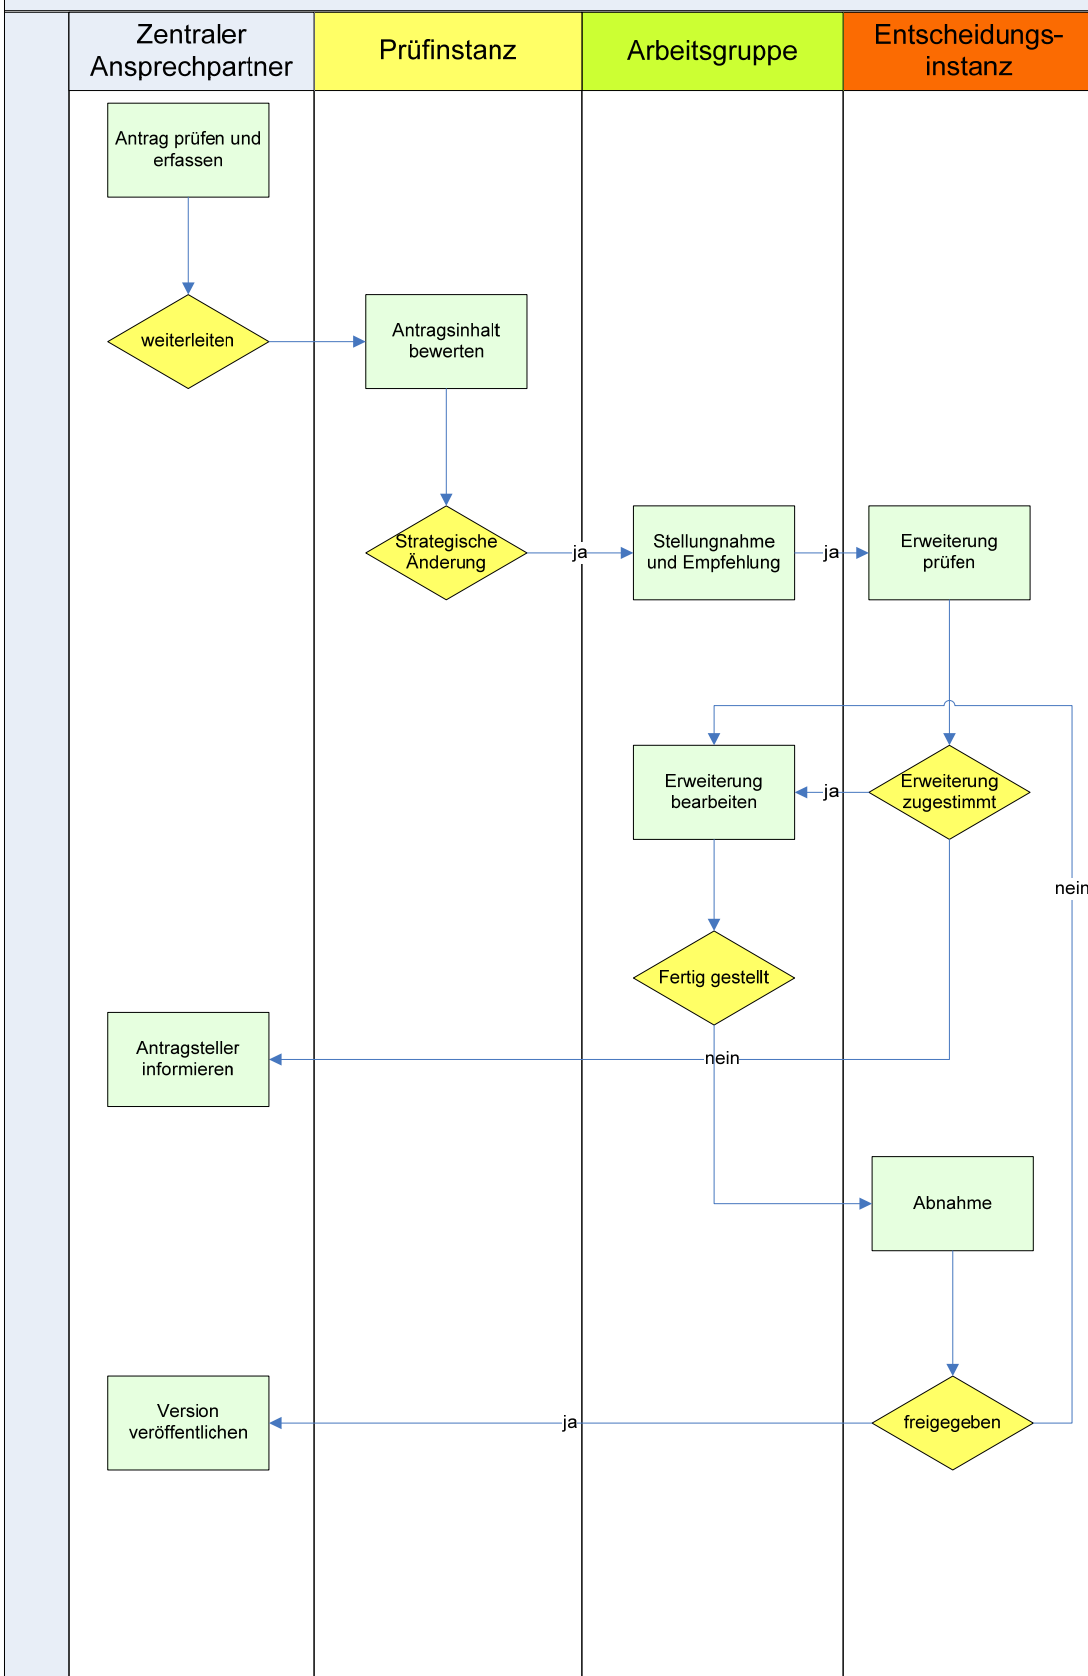 Zentraler
Ansprechpartner
Prüfinstanz
Arbeitsgruppe
Entscheidungs-
instanz
Antrag prüfen und
erfassen
weiterleiten
Antragsinhalt
bewerten
Strategische
Änderung
ja
Stellungnahme
und Empfehlung
ja
Erweiterung
prüfen
Erweiterung
bearbeiten
ja
Erweiterung
zugestimmt
nein
Fertig gestellt
Antragsteller
informieren
nein
Abnahme
Version
veröffentlichen
ja
freigegeben